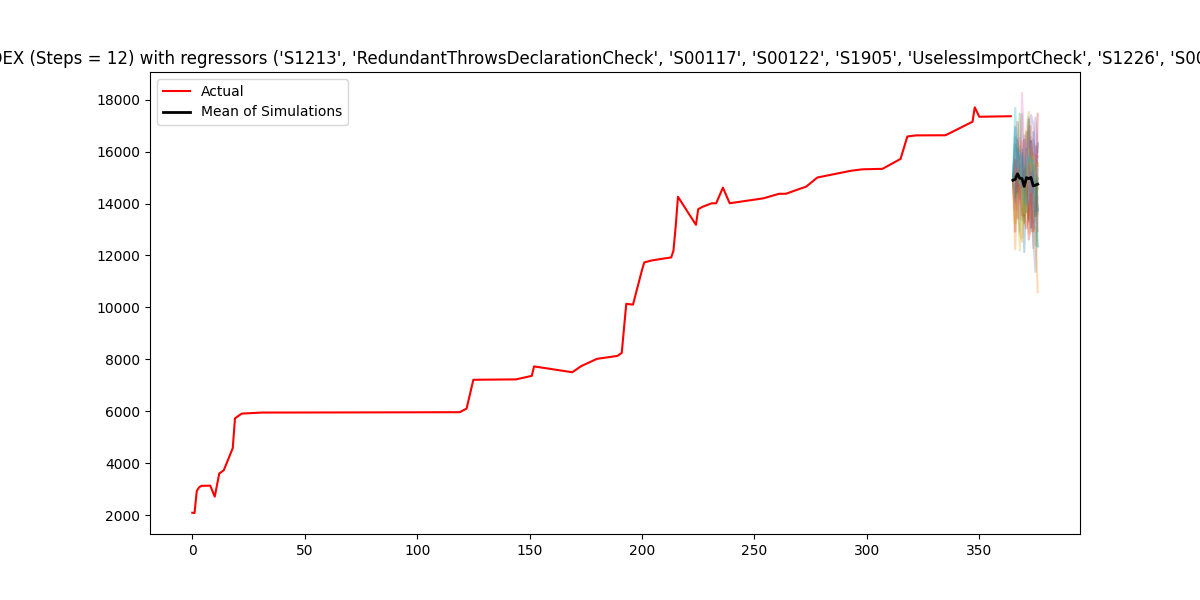 DEX (Steps = 12) with regressors ('S1213', 'RedundantThrowsDeclarationCheck', 'S00117', 'S00122', 'S1905', 'UselessImportCheck', 'S1226', 'S00
Actual
Mean of Simulations
18000
16000
14000
12000
10000
8000
6000
4000
2000
0 50 100 150 200 250 300 350